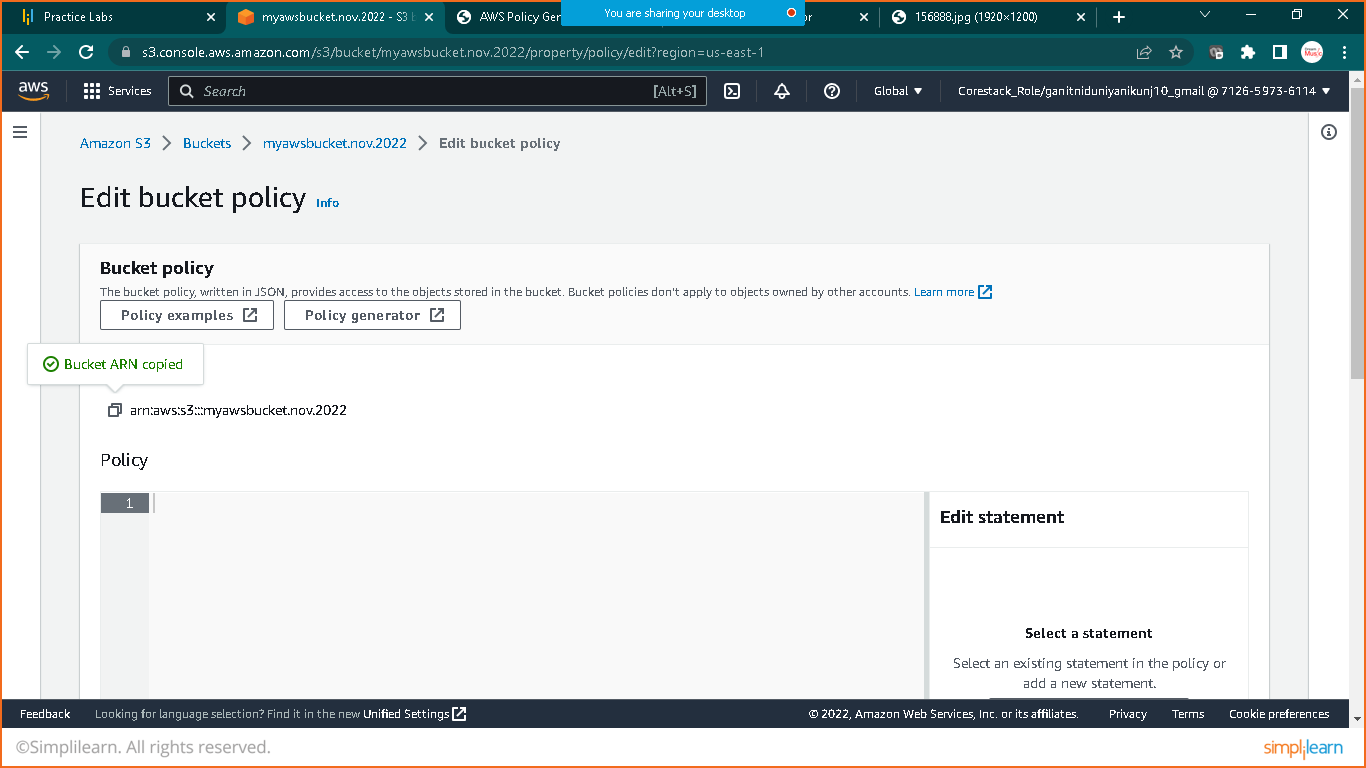 Practice Labs
myawsbucket.nov.2022 - S3 b
AWS Policy Gen
You are sharing your desktop
or
156888.jpg (1920×1200)
s3.console.aws.amazon.com/s3/bucket/myawsbucket.nov.2022/property/policy/edit?region=us-east-1
aws
Services
Search
[Alt+S]
Global
Corestack_Role/ganitniduniyanikunj10_gmail @ 7126-5973-6114
Amazon S3 > Buckets > myawsbucket.nov.2022 > Edit bucket policy
Edit bucket policy Info
Bucket policy
The bucket policy, written in JSON, provides access to the objects stored in the bucket. Bucket policies don't apply to objects owned by other accounts. Learn more
Policy examples
Policy generator
Bucket ARN copied
arn:aws:s3:::myawsbucket.nov.2022
Policy
1
Edit statement
Select a statement
Select an existing statement in the policy or
add a new statement.
Feedback
Looking for language selection? Find it in the new Unified Settings
© 2022, Amazon Web Services, Inc. or its affiliates.
Privacy
Terms
Cookie preferences
©Simplilearn. All rights reserved.
simplilearn